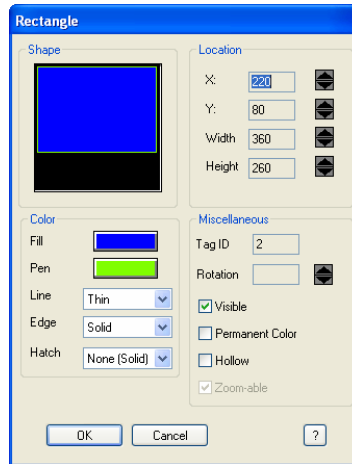 Rectangle
Shape
Location
X: 220
Y: 80
Width 360
Height 260
Color
Fill
Pen
Line Thin
Edge Solid
Hatch None (Solid)
Miscellaneous
Tag ID 2
Rotation
Visible
Permanent Color
Hollow
Zoom-able
OK Cancel ?